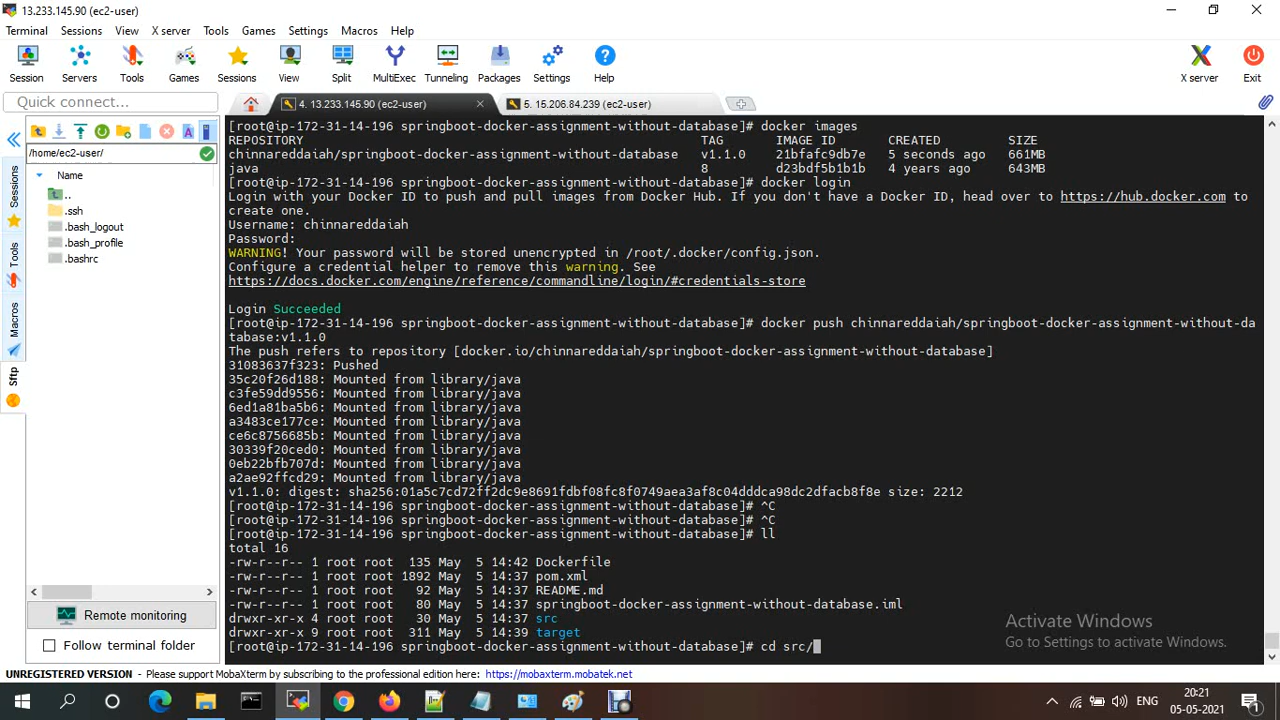 13.233.145.90 (ec2-user)
Terminal Sessions View X server Tools Games Settings Macros Help
Session Servers Tools Games Sessions View Split MultiExec Tunneling Packages Settings Help X server Exit
Quick connect...
4. 13.233.145.90 (ec2-user)
5. 15.206.84.239 (ec2-user)
/home/ec2-user/
Name
..
.ssh
.bash_logout
.bash_profile
.bashrc
Sessions
Tools
Macros
Sftp
Remote monitoring
Follow terminal folder
[root@ip-172-31-14-196 springboot-docker-assignment-without-database]# docker images
REPOSITORY TAG IMAGE ID CREATED SIZE
chinnareddaiah/springboot-docker-assignment-without-database v1.1.0 21bfafc9db7e 5 seconds ago 661MB
java 8 d23bdf5b1b1b 4 years ago 643MB
[root@ip-172-31-14-196 springboot-docker-assignment-without-database]# docker login
Login with your Docker ID to push and pull images from Docker Hub. If you don't have a Docker ID, head over to https://hub.docker.com to
create one.
Username: chinnareddaiah
Password:
WARNING! Your password will be stored unencrypted in /root/.docker/config.json.
Configure a credential helper to remove this warning. See
https://docs.docker.com/engine/reference/commandline/login/#credentials-store
Login Succeeded
[root@ip-172-31-14-196 springboot-docker-assignment-without-database]# docker push chinnareddaiah/springboot-docker-assignment-without-da
tabase:v1.1.0
The push refers to repository [docker.io/chinnareddaiah/springboot-docker-assignment-without-database]
31083637f323: Pushed
35c20f26d188: Mounted from library/java
c3fe59dd9556: Mounted from library/java
6ed1a81ba5b6: Mounted from library/java
a3483ce177ce: Mounted from library/java
ce6c8756685b: Mounted from library/java
30339f20ced0: Mounted from library/java
0eb22bfb707d: Mounted from library/java
a2ae92ffcd29: Mounted from library/java
v1.1.0: digest: sha256:01a5c7cd72ff2dc9e8691fdbf08fc8f0749aea3af8c04dddca98dc2dfacb8f8e size: 2212
[root@ip-172-31-14-196 springboot-docker-assignment-without-database]# ^C
[root@ip-172-31-14-196 springboot-docker-assignment-without-database]# ^C
[root@ip-172-31-14-196 springboot-docker-assignment-without-database]# ll
total 16
-rw-r--r-- 1 root root 135 May 5 14:42 Dockerfile
-rw-r--r-- 1 root root 1892 May 5 14:37 pom.xml
-rw-r--r-- 1 root root 92 May 5 14:37 README.md
-rw-r--r-- 1 root root 80 May 5 14:37 springboot-docker-assignment-without-database.iml
drwxr-xr-x 4 root root 30 May 5 14:37 src
drwxr-xr-x 9 root root 311 May 5 14:39 target
[root@ip-172-31-14-196 springboot-docker-assignment-without-database]# cd src/
Activate Windows
Go to Settings to activate Windows.
UNREGISTERED VERSION - Please support MobaXterm by subscribing to the professional edition here: https://mobaxterm.mobatek.net
ENG
20:21
05-05-2021
1